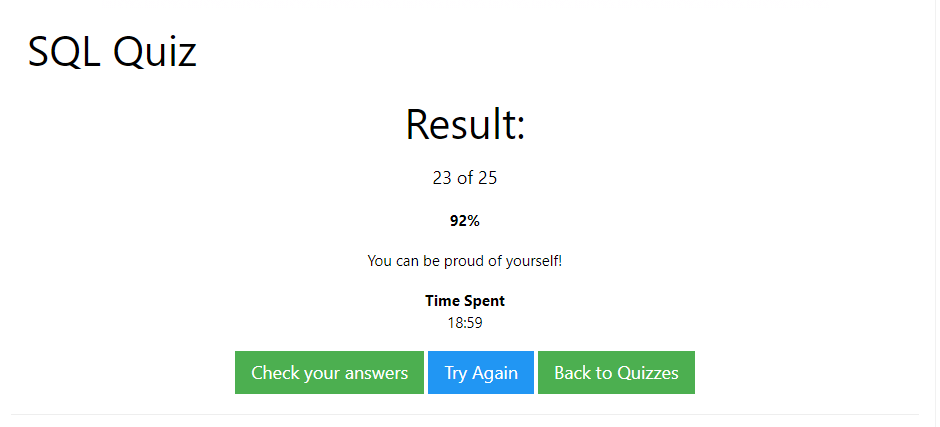 SQL Quiz
Result:
23 of 25
92%
You can be proud of yourself!
Time Spent
18:59
Check your answers Try Again Back to Quizzes